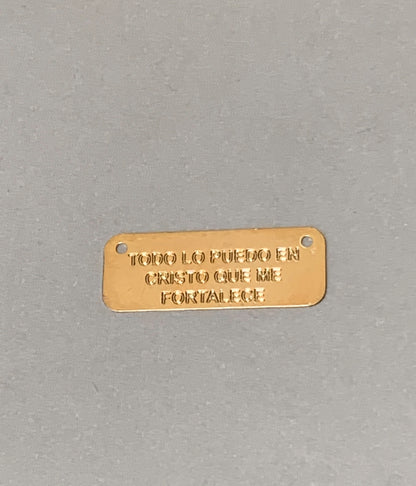 TODO LO PUEDO EN
CRISTO QUE ME
FORTALECE